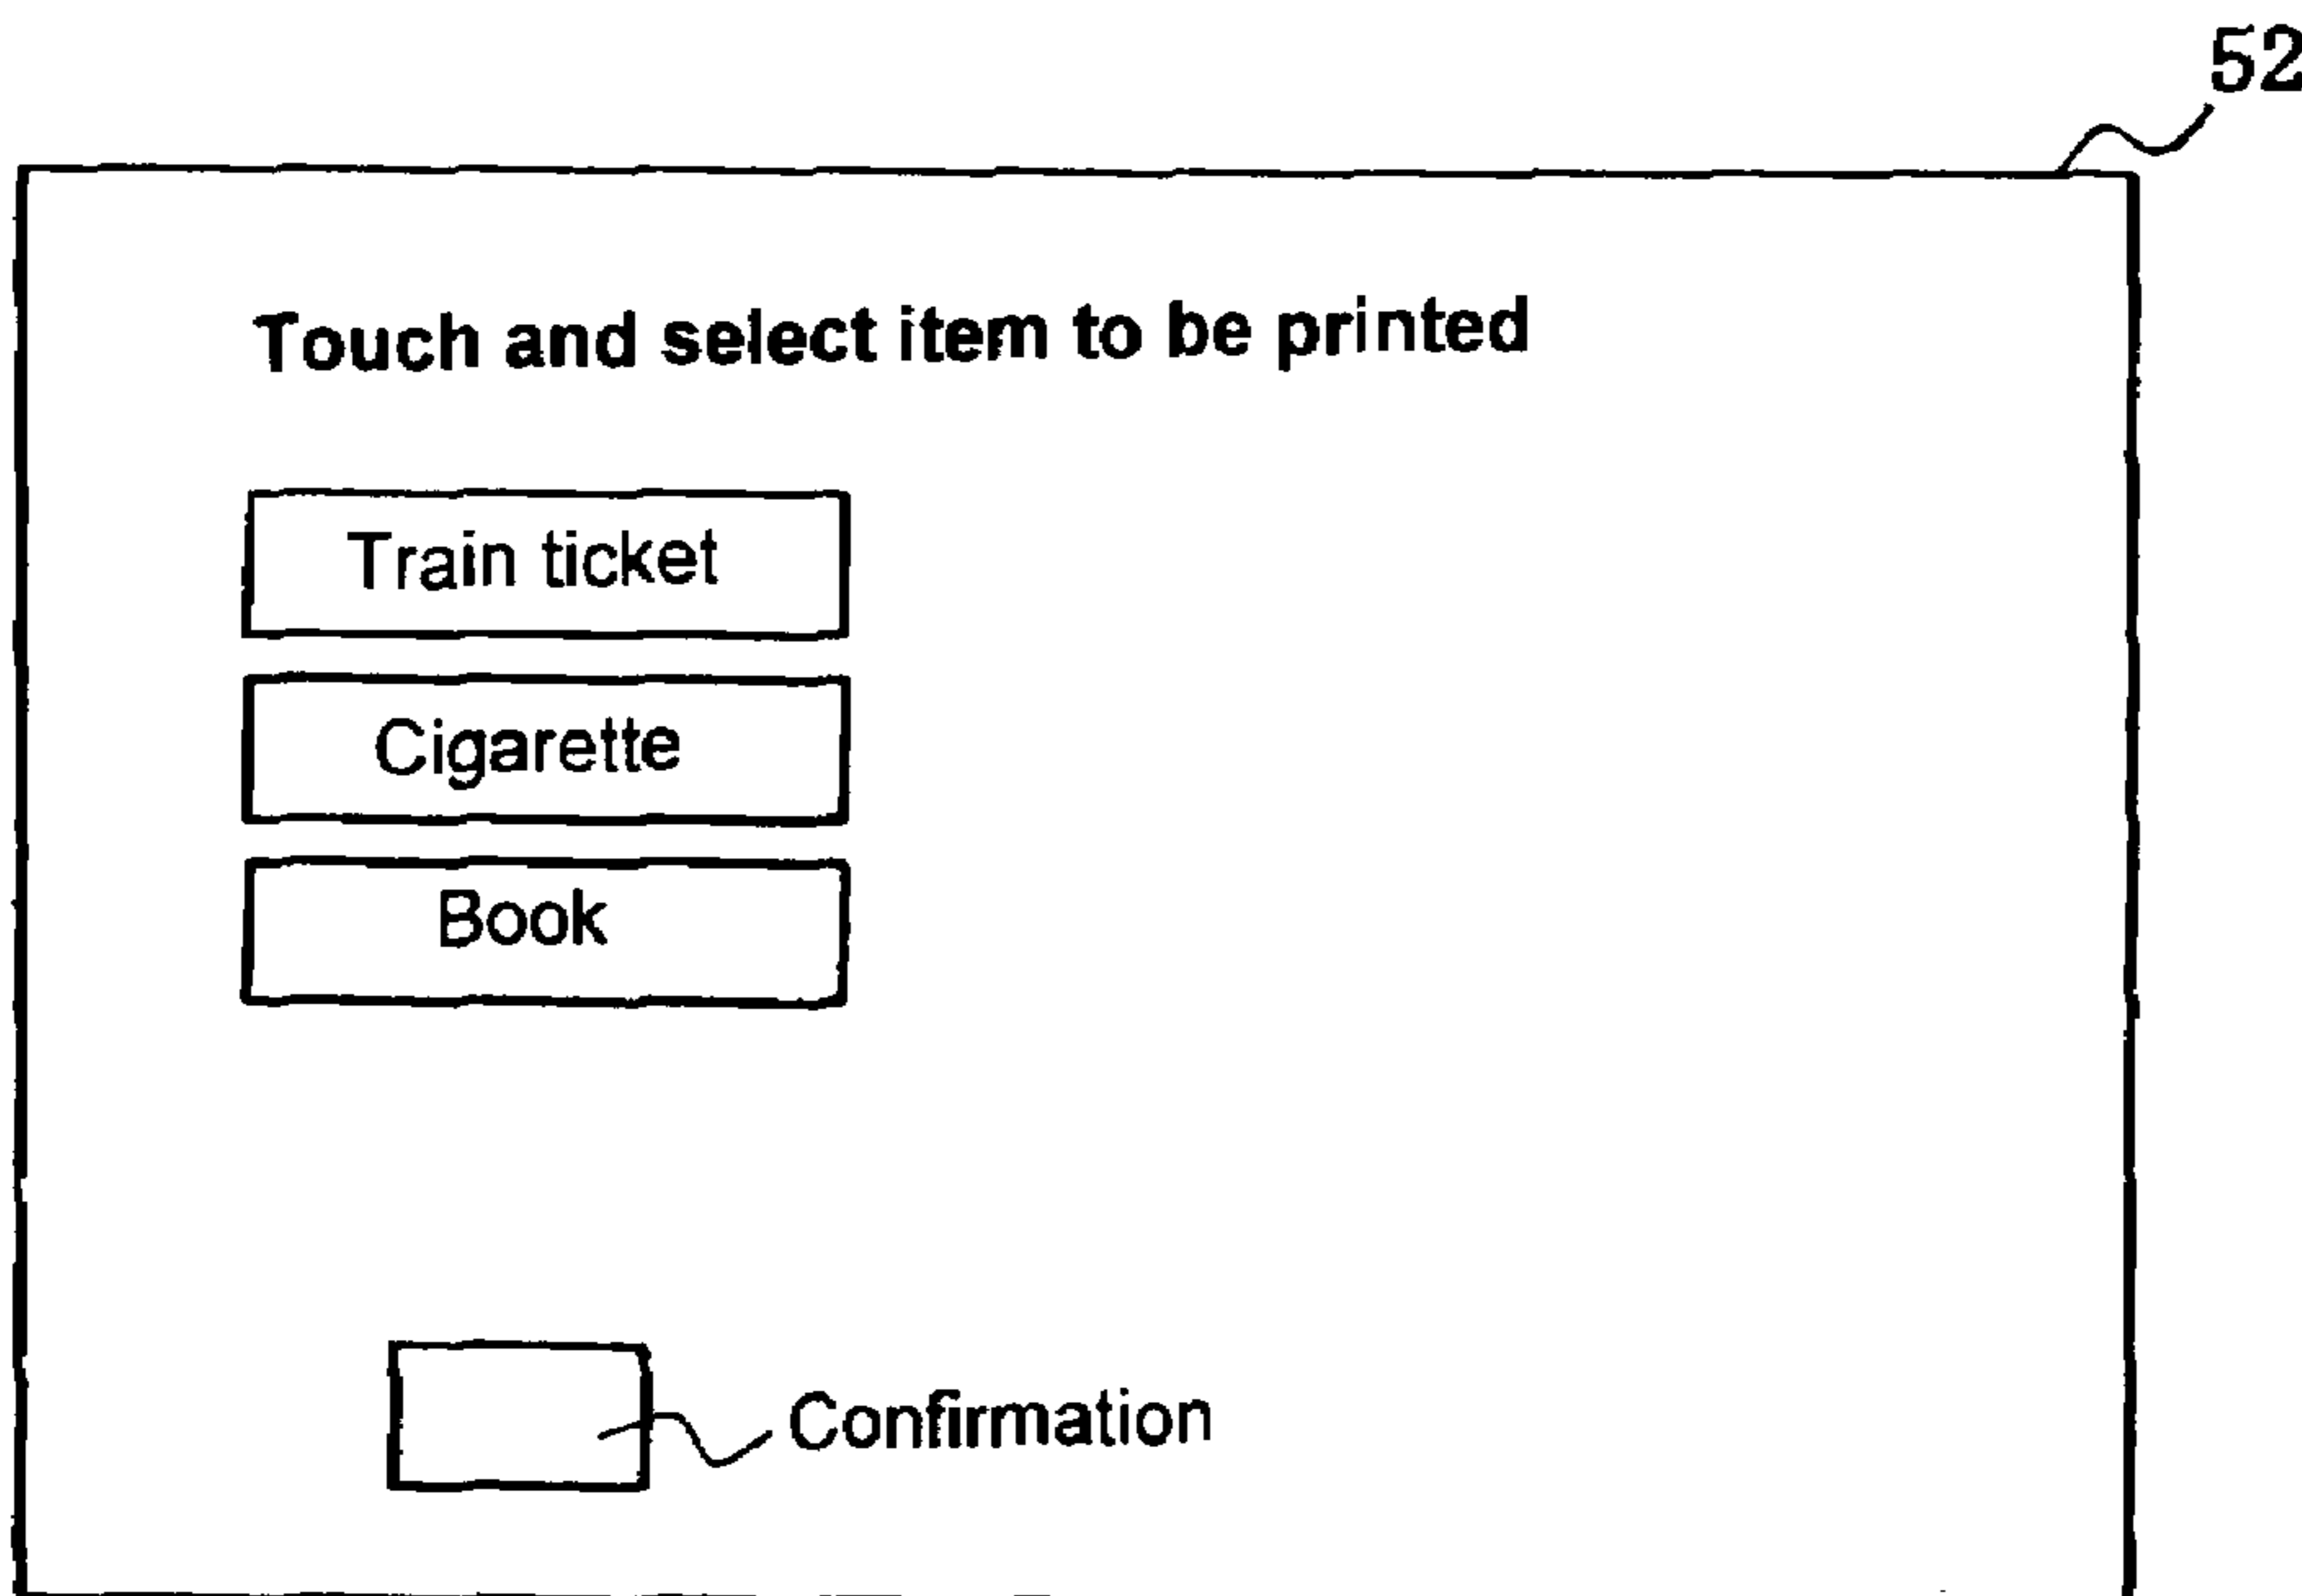 52
Touch and select item to be printed
Train ticket
Cigarette
Book
Confirmation